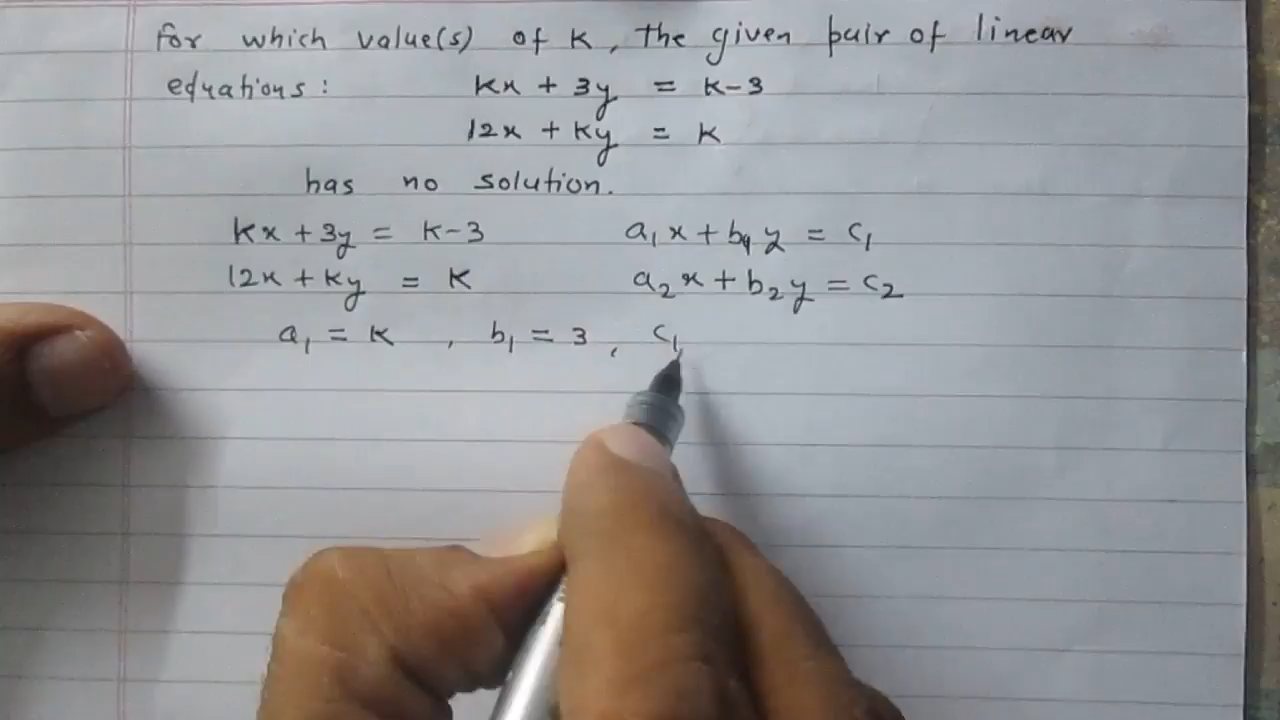 For which value(s) of K, the given pair of linear
equations: Kx + 3y = K-3
12x + Ky = K
has no solution.
Kx + 3y = K-3 a₁x + b₁y = c₁
12x + Ky = K a₂x + b₂y = c₂
a₁ = K , b₁ = 3 , c₁